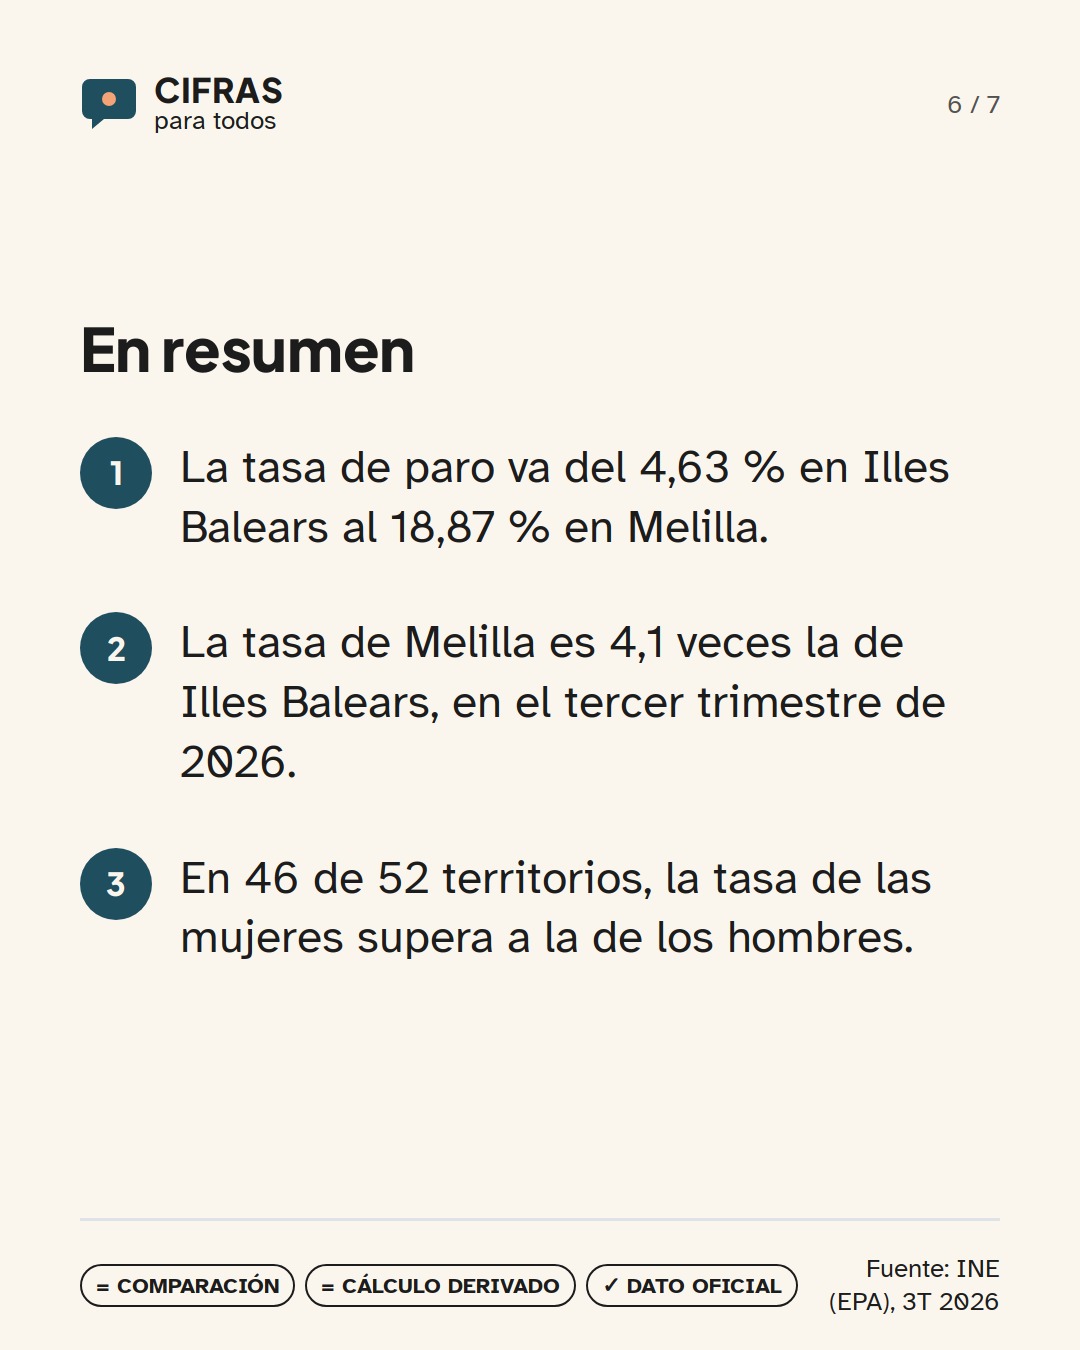 CIFRAS
para todos
6 / 7
En resumen
1
La tasa de paro va del 4,63 % en Illes
Balears al 18,87 % en Melilla.
2
La tasa de Melilla es 4,1 veces la de
Illes Balears, en el tercer trimestre de
2026.
3
En 46 de 52 territorios, la tasa de las
mujeres supera a la de los hombres.
= COMPARACIÓN
= CÁLCULO DERIVADO
✓ DATO OFICIAL
Fuente: INE
(EPA), 3T 2026